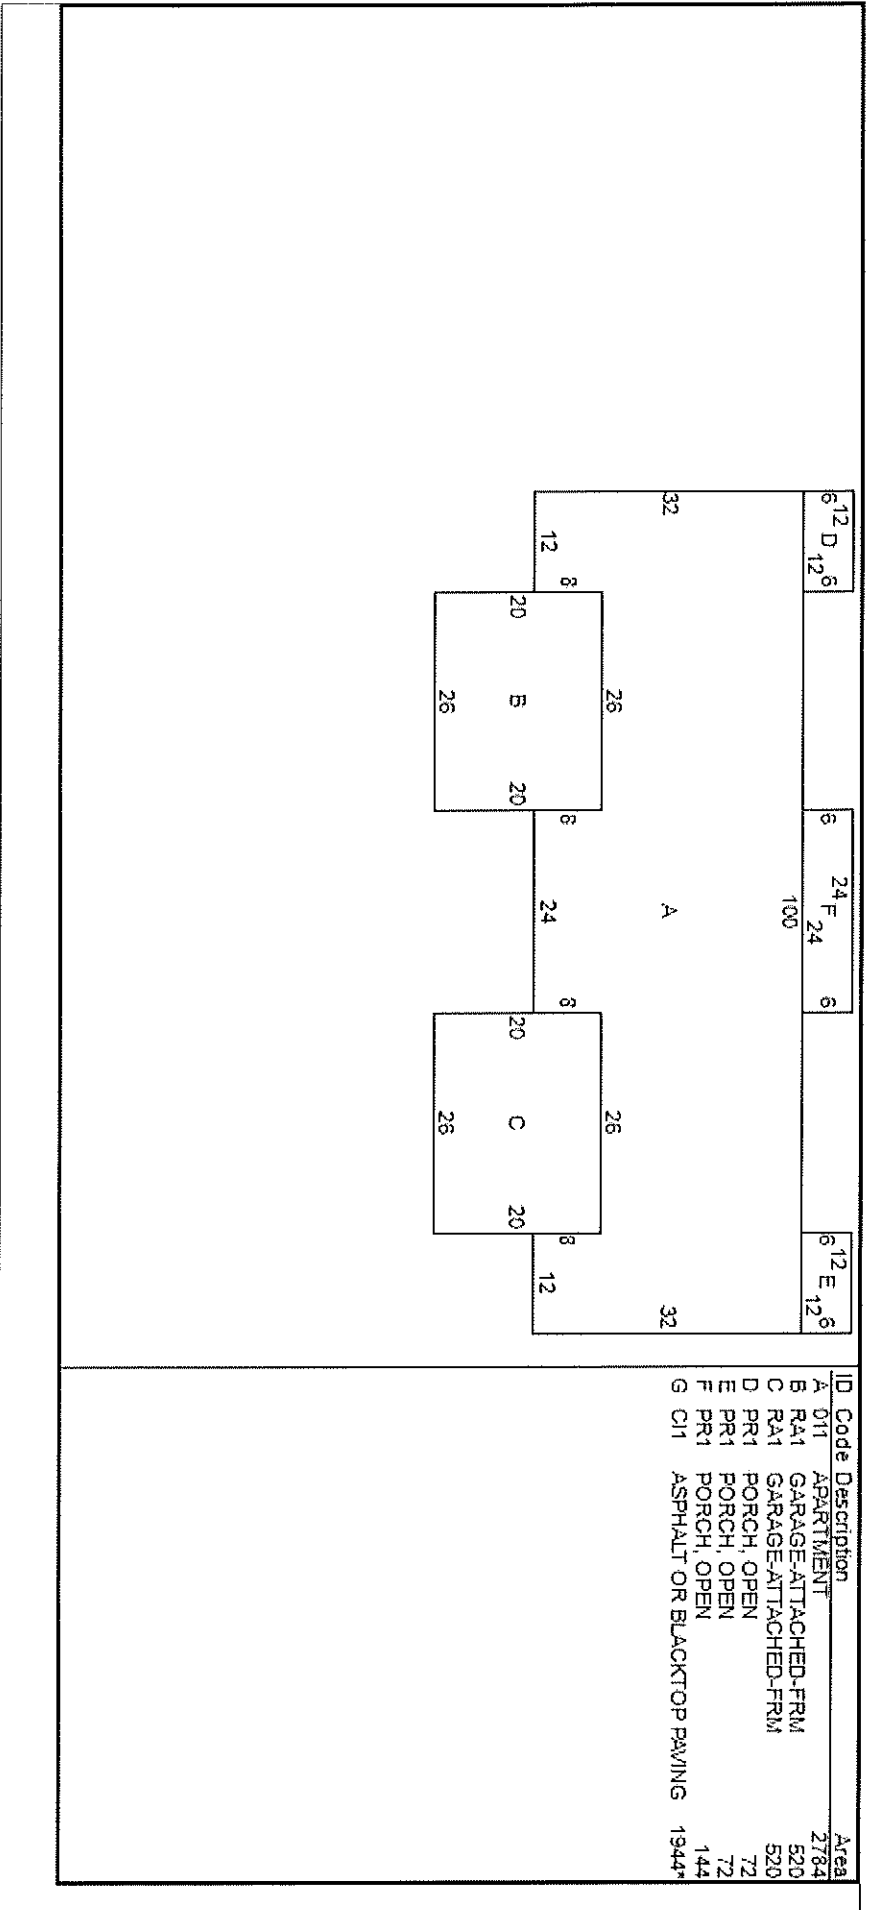 6 12 D 12 6
6 24 F 24 6
6 12 E 12 6
100
32 A 32
26 26
8 8 8 8
12 24 12
20 B 20
20 C 20
26 26
ID Code Description Area
A 011 APARTMENT 2784
B RA1 GARAGE-ATTACHED-FRM 520
C RA1 GARAGE-ATTACHED-FRM 520
D PR1 PORCH, OPEN 72
E PR1 PORCH, OPEN 72
F PR1 PORCH, OPEN 144
G CI1 ASPHALT OR BLACKTOP PAVING 1944*